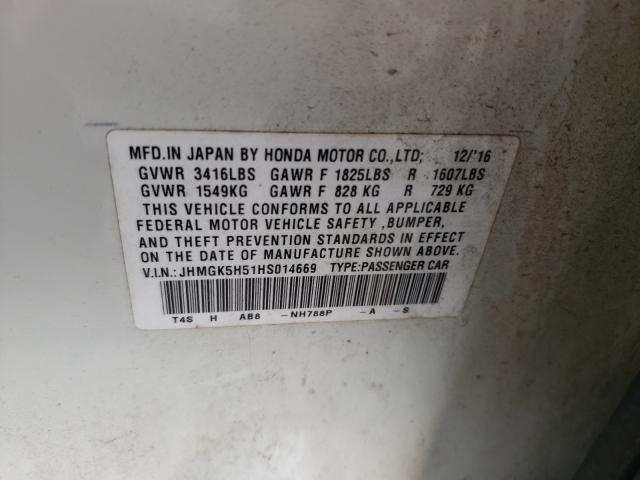 MFD.IN JAPAN BY HONDA MOTOR CO.,LTD; 12/'16
GVWR 3416LBS GAWR F 1825LBS R 1607LBS
GVWR 1549KG GAWR F 828 KG R 729 KG
THIS VEHICLE CONFORMS TO ALL APPLICABLE
FEDERAL MOTOR VEHICLE SAFETY ,BUMPER,
AND THEFT PREVENTION STANDARDS IN EFFECT
ON THE DATE OF MANUFACTURE SHOWN ABOVE.
V.I.N.: JHMGK5H51HS014669 TYPE:PASSENGER CAR
T4S H AB8 -NH788P -A -S